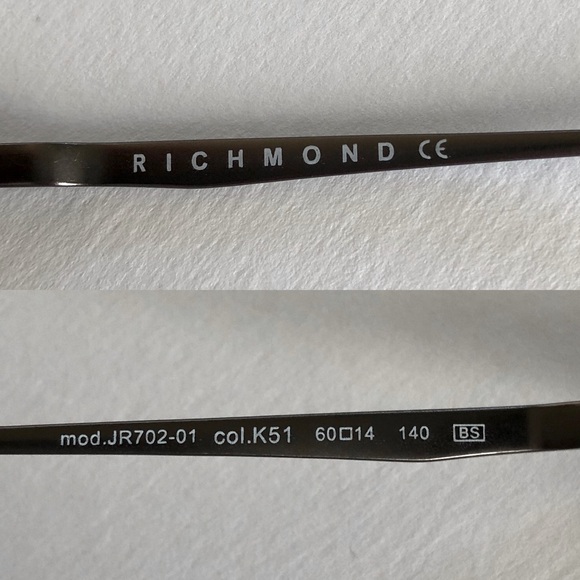 RICHMOND CE
mod.JR702-01 col.K51 60□14 140 BS